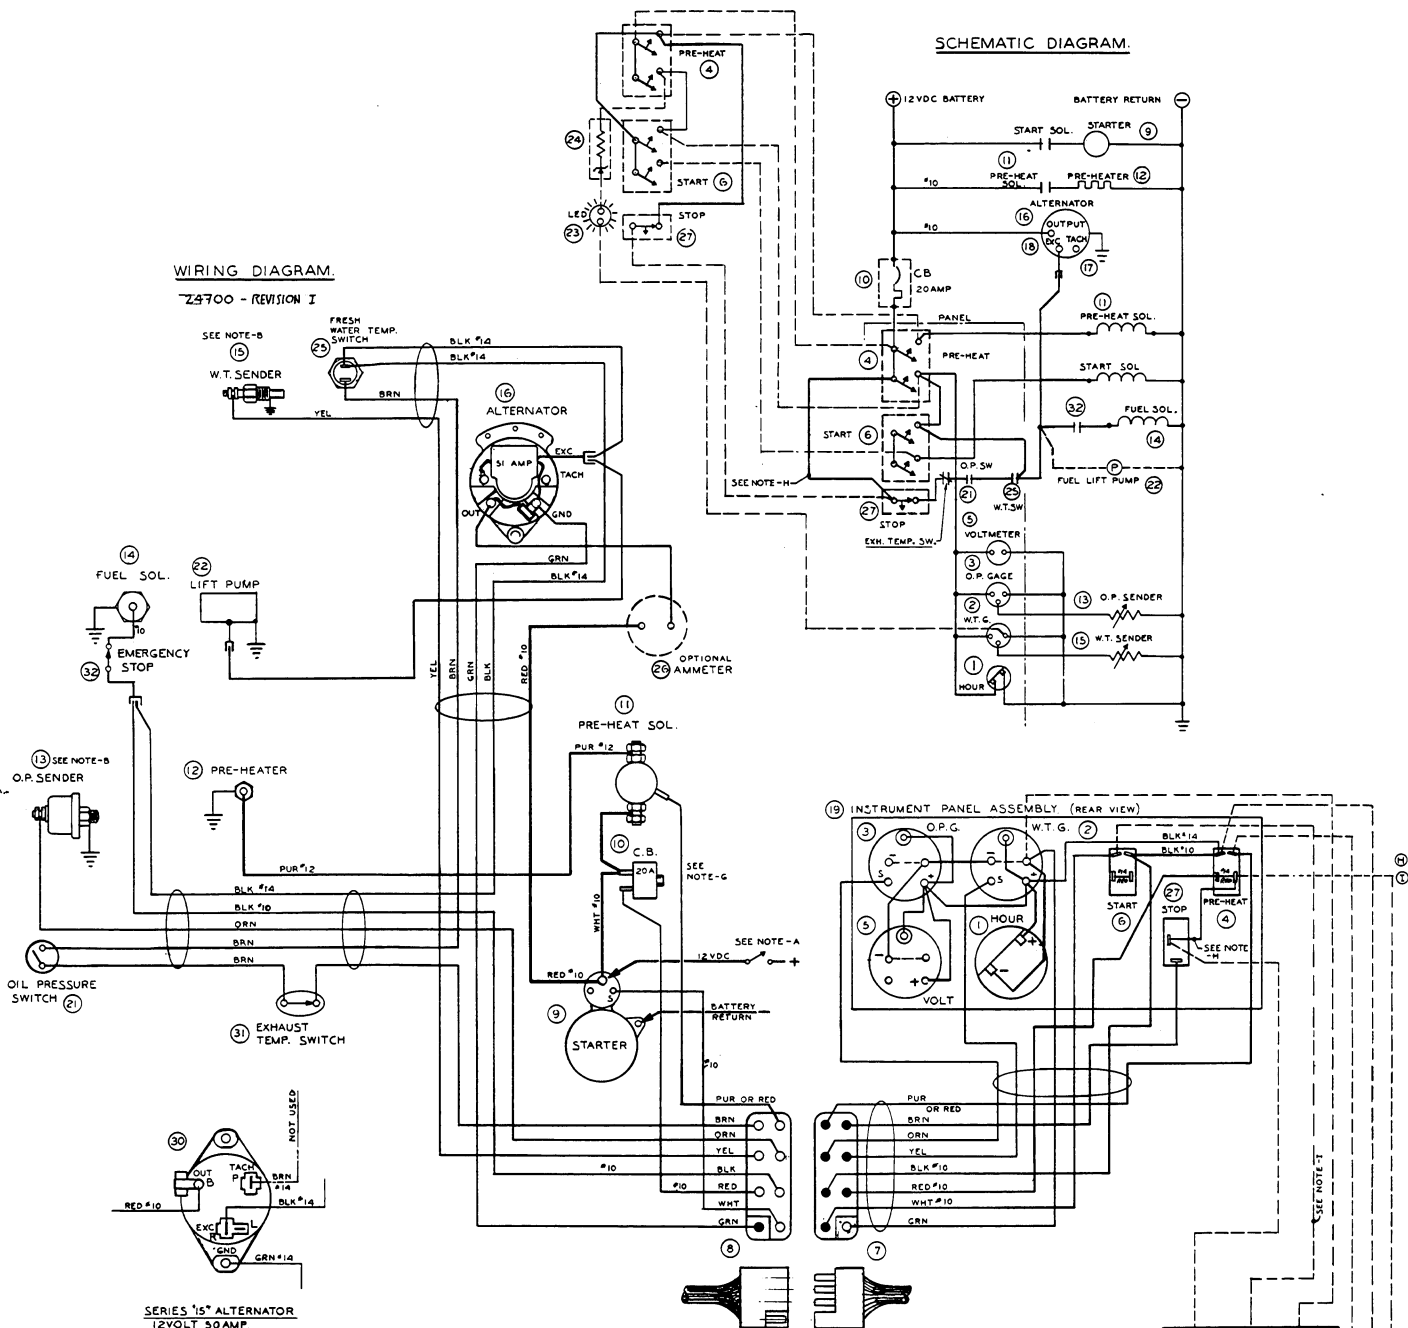 SCHEMATIC DIAGRAM.
PRE-HEAT
4
24
START 6
LED
23
STOP
27
+ 12 VDC BATTERY
BATTERY RETURN -
START SOL.
STARTER 9
11
PRE-HEAT SOL.
#10
PRE-HEATER 12
ALTERNATOR
16
OUTPUT
#10
18
EXC
TACH
17
10
C.B.
20 AMP
11
PRE-HEAT SOL.
PANEL
4
PRE-HEAT
START SOL
32
FUEL SOL.
14
START 6
P
FUEL LIFT PUMP 22
SEE NOTE-H
O.P. SW
21
25
W.T.SW
27
STOP
EXH. TEMP. SW.
5
VOLTMETER
3
O.P. GAGE
2
W.T.G.
13 O.P. SENDER
15 W.T. SENDER
1
HOUR
WIRING DIAGRAM.
24700 - REVISION I
SEE NOTE-B
15
W.T. SENDER
FRESH
WATER TEMP.
SWITCH
25
BLK #14
BLK #14
BRN
YEL
16
ALTERNATOR
51 AMP
EXC
TACH
OUT
GND
GRN
BLK #14
14
FUEL SOL.
22
LIFT PUMP
10
EMERGENCY
STOP
32
YEL
BRN
GRN
BLK
RED #10
OPTIONAL
26 AMMETER
11
PRE-HEAT SOL.
PUR #12
13 SEE NOTE-B
O.P. SENDER
12 PRE-HEATER
PUR #12
10
C.B.
20 A
SEE
NOTE-G
WHT #10
BLK #14
BLK #10
ORN
BRN
BRN
OIL PRESSURE
SWITCH 21
31 EXHAUST
TEMP. SWITCH
RED #10
S
9
STARTER
12 VDC
SEE NOTE-A
+
BATTERY
RETURN
#10
19 INSTRUMENT PANEL ASSEMBLY (REAR VIEW)
3
O.P.G.
W.T.G.
2
BLK #14
BLK #10
- S +
- S +
5
- +
VOLT
1
HOUR
+ -
START
6
27
STOP
PRE-HEAT
4
SEE NOTE
-H
H
I
PUR OR RED
BRN
ORN
YEL
#10 BLK
#10 RED
WHT
GRN
8
PUR
OR RED
BRN
ORN
YEL
BLK #10
RED #10
WHT #10
GRN
7
SEE NOTE-I
30
NOT USED
OUT
B
TACH
P
BRN
#14
BLK #14
RED #10
EXC
R
L
GND
GRN #14
SERIES "15" ALTERNATOR
12VOLT 50AMP